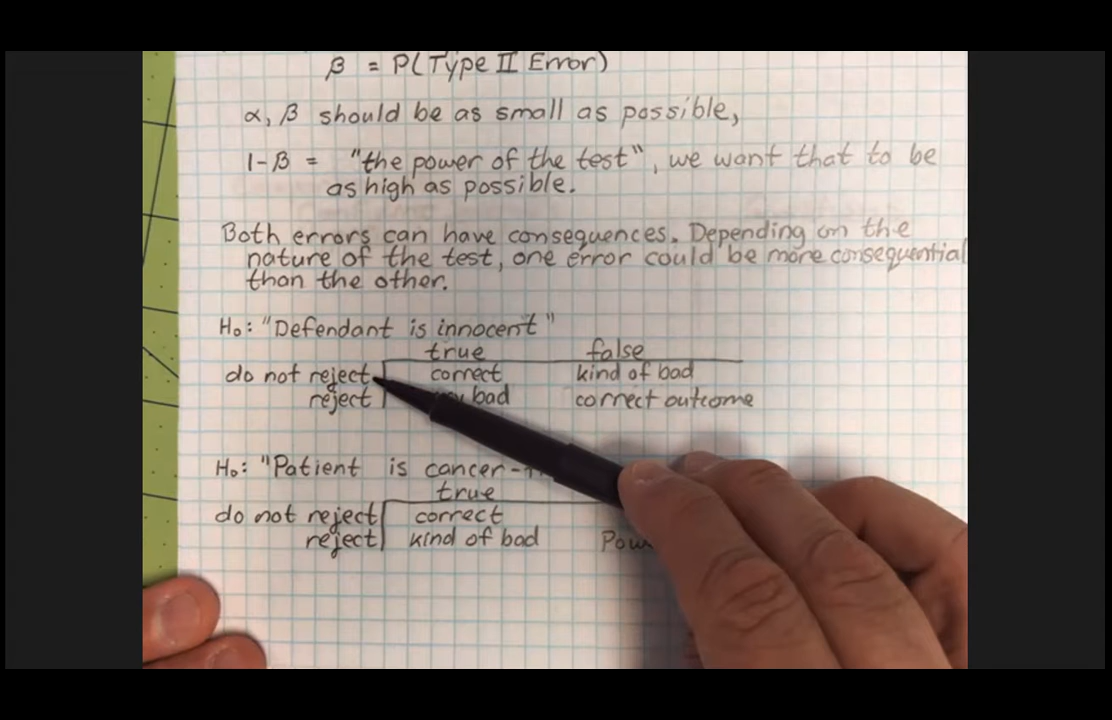 β = P(Type II Error)
α, β should be as small as possible,
1-β = "the power of the test", we want that to be
as high as possible.
Both errors can have consequences. Depending on the
nature of the test, one error could be more consequential
than the other.
H₀: "Defendant is innocent"
true false
do not reject correct kind of bad
reject bad correct outcome
H₀: "Patient is cancer-
true
do not reject correct
reject kind of bad